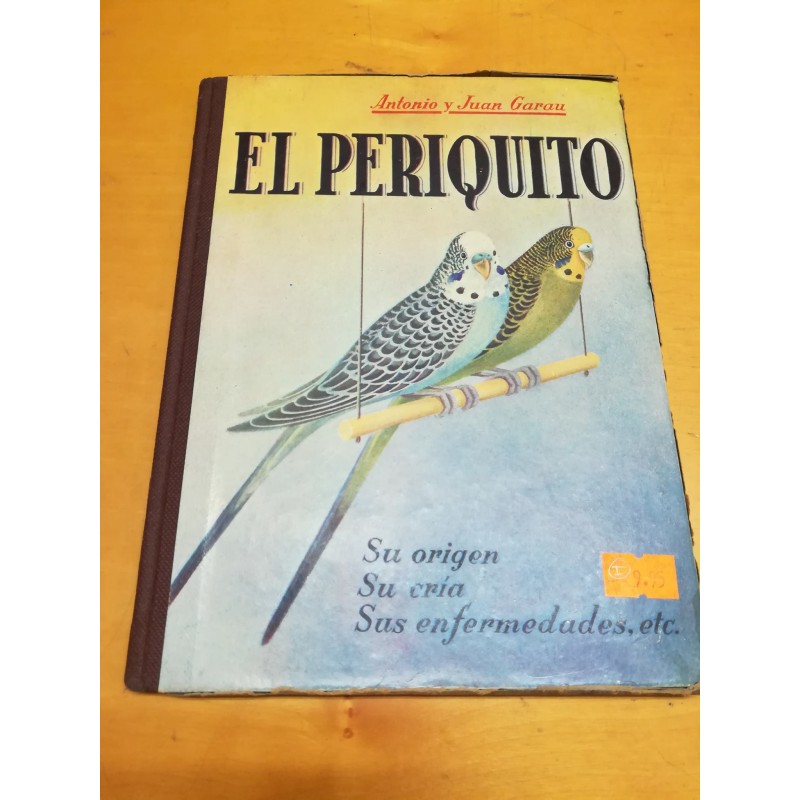 Antonio y Juan Garau
EL PERIQUITO
Su origen
Su cría
Sus enfermedades, etc.